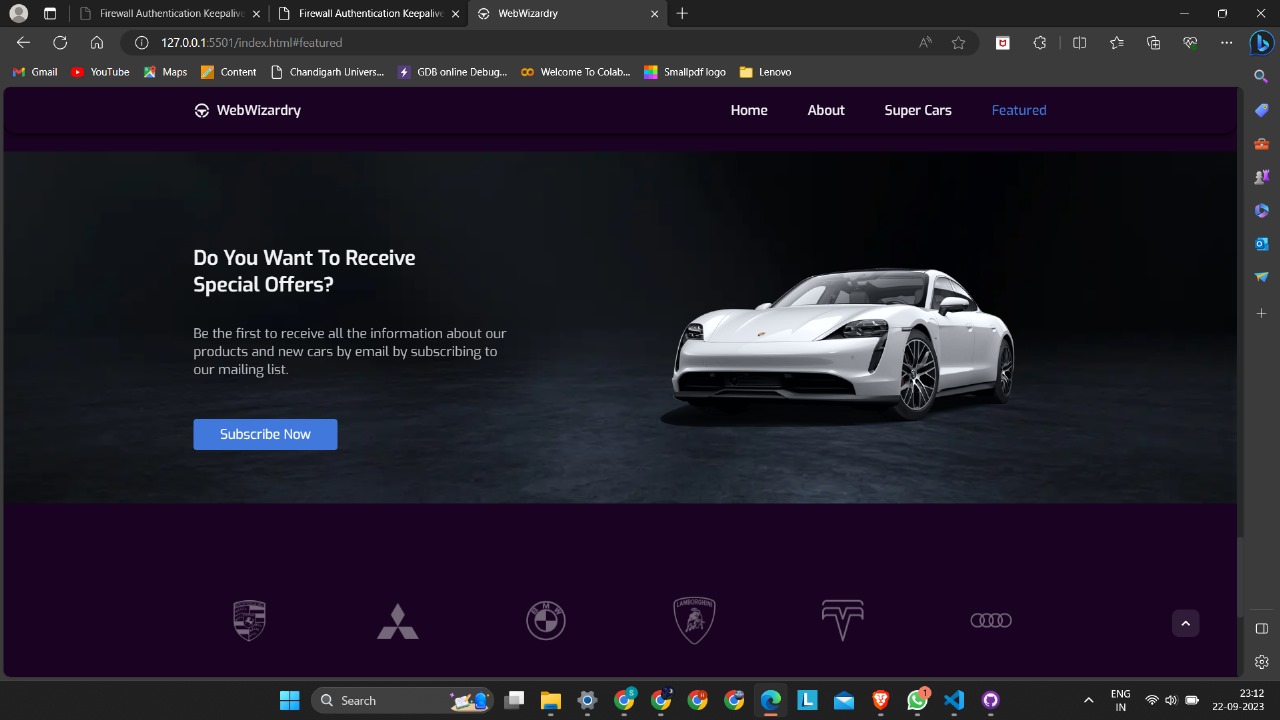 Firewall Authentication Keepalive
Firewall Authentication Keepalive
WebWizardry
127.0.0.1:5501/index.html#featured
Gmail
YouTube
Maps
Content
Chandigarh Univers...
GDB online Debug...
Welcome To Colab...
Smallpdf logo
Lenovo
WebWizardry
Home
About
Super Cars
Featured
Do You Want To Receive
Special Offers?
Be the first to receive all the information about our
products and new cars by email by subscribing to
our mailing list.
Subscribe Now
BMW
LAMBORGHINI
Search
1
ENG
IN
23:12
22-09-2023